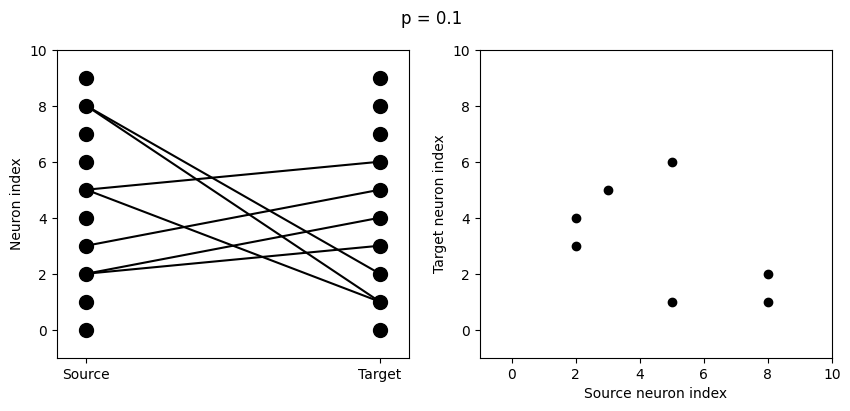 p = 0.1
Neuron index
10
8
6
4
2
0
Source Target
Target neuron index
10
8
6
4
2
0
0 2 4 6 8 10
Source neuron index